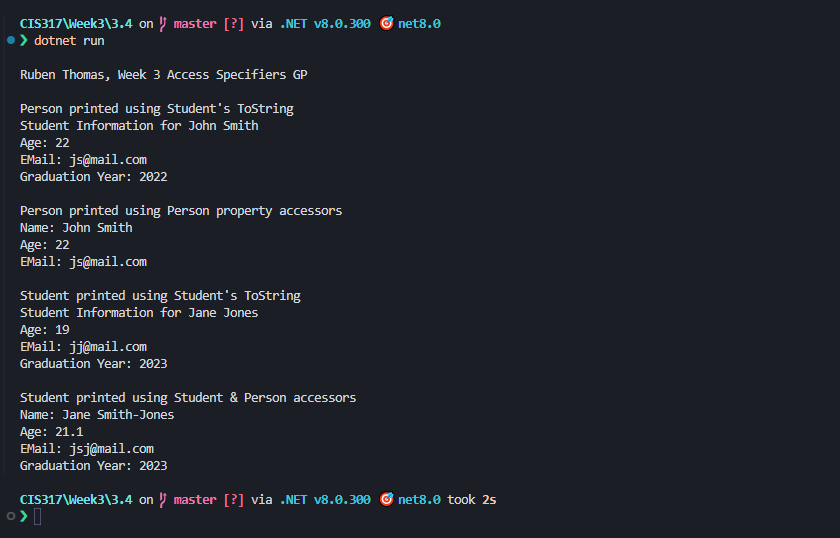 CIS317\Week3\3.4 on master [?] via .NET v8.0.300 🎯 net8.0
❯ dotnet run
Ruben Thomas, Week 3 Access Specifiers GP
Person printed using Student's ToString
Student Information for John Smith
Age: 22
EMail: js@mail.com
Graduation Year: 2022
Person printed using Person property accessors
Name: John Smith
Age: 22
EMail: js@mail.com
Student printed using Student's ToString
Student Information for Jane Jones
Age: 19
EMail: jj@mail.com
Graduation Year: 2023
Student printed using Student & Person accessors
Name: Jane Smith-Jones
Age: 21.1
EMail: jsj@mail.com
Graduation Year: 2023
CIS317\Week3\3.4 on master [?] via .NET v8.0.300 🎯 net8.0 took 2s
❯